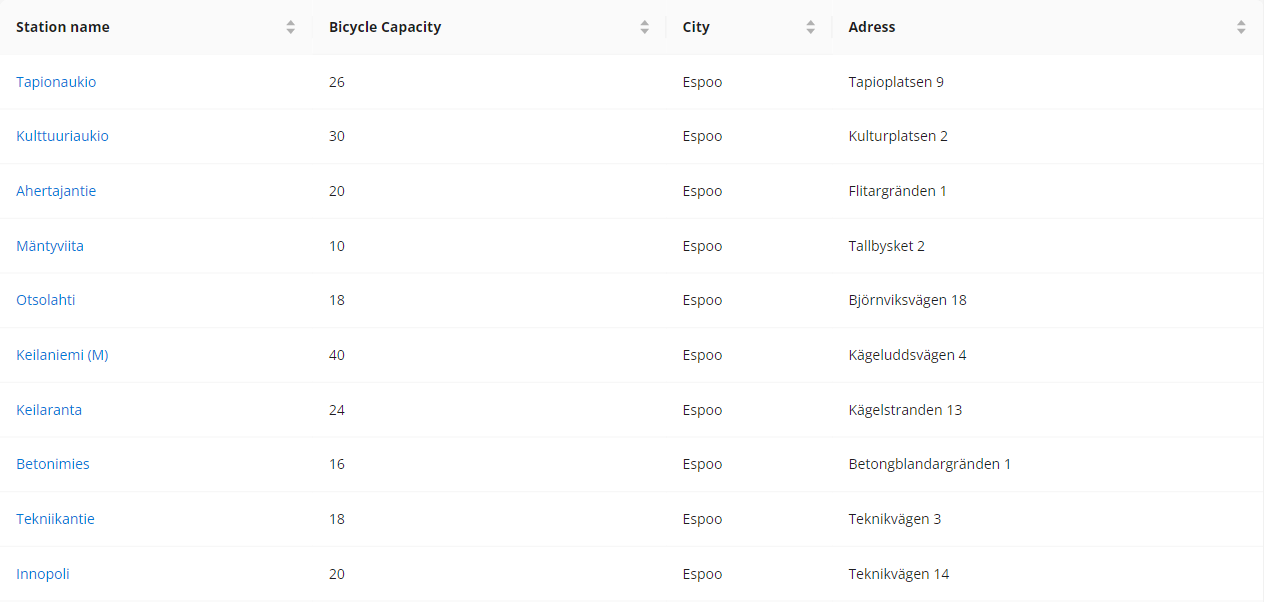 Station name Bicycle Capacity City Adress
Tapionaukio 26 Espoo Tapioplatsen 9
Kulttuuriaukio 30 Espoo Kulturplatsen 2
Ahertajantie 20 Espoo Flitargränden 1
Mäntyviita 10 Espoo Tallbysket 2
Otsolahti 18 Espoo Björnviksvägen 18
Keilaniemi (M) 40 Espoo Kägeluddsvägen 4
Keilaranta 24 Espoo Kägelstranden 13
Betonimies 16 Espoo Betongblandargränden 1
Tekniikantie 18 Espoo Teknikvägen 3
Innopoli 20 Espoo Teknikvägen 14